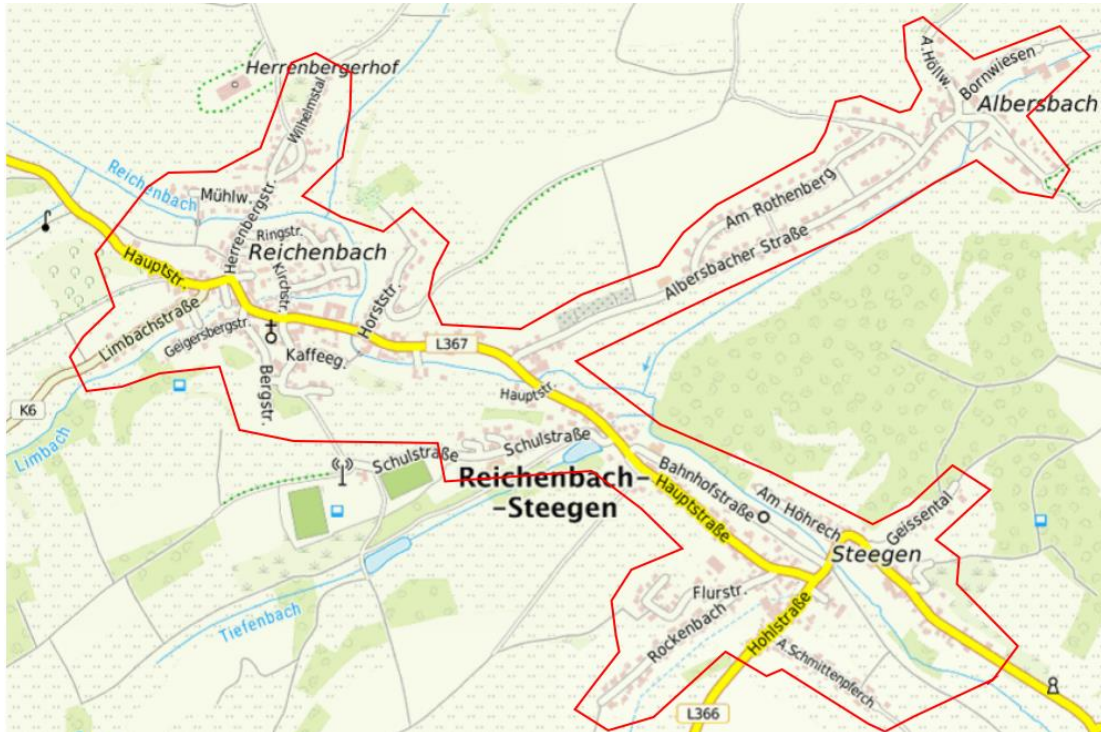 Herrenbergerhof
A.Höllw.
Bornwiesen
Albersbach
Wilhelmstal
Reichenbach
Mühlw.
Herrenbergstr.
Ringstr.
Reichenbach
Kirchstr.
Am Rothenberg
Albersbacher Straße
Hauptstr.
Limbachstraße
Geigersbergstr.
Horststr.
L367
Kaffeeg.
Bergstr.
K6
Limbach
Hauptstr.
Schulstraße
Schulstraße
Reichenbach-
-Steegen
Bahnhofstraße
Hauptstraße
Am Höhrech
Geissental
Steegen
Flurstr.
Rockenbach
Hohlstraße
A.Schmittenpferch
Tiefenbach
L366